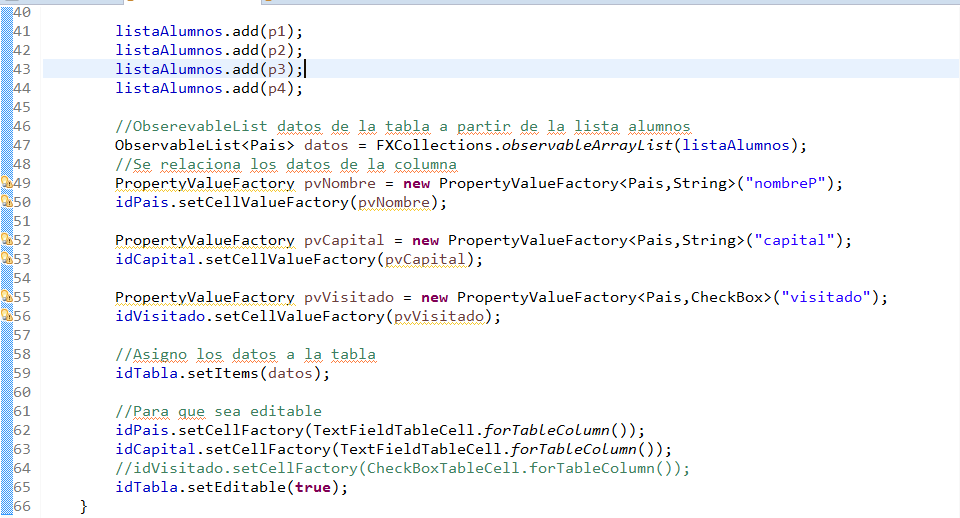 40
41 listaAlumnos.add(p1);
42 listaAlumnos.add(p2);
43 listaAlumnos.add(p3);
44 listaAlumnos.add(p4);
45
46 //ObserevableList datos de la tabla a partir de la lista alumnos
47 ObservableList<Pais> datos = FXCollections.observableArrayList(listaAlumnos);
48 //Se relaciona los datos de la columna
49 PropertyValueFactory pvNombre = new PropertyValueFactory<Pais,String>("nombreP");
50 idPais.setCellValueFactory(pvNombre);
51
52 PropertyValueFactory pvCapital = new PropertyValueFactory<Pais,String>("capital");
53 idCapital.setCellValueFactory(pvCapital);
54
55 PropertyValueFactory pvVisitado = new PropertyValueFactory<Pais,CheckBox>("visitado");
56 idVisitado.setCellValueFactory(pvVisitado);
57
58 //Asigno los datos a la tabla
59 idTabla.setItems(datos);
60
61 //Para que sea editable
62 idPais.setCellFactory(TextFieldTableCell.forTableColumn());
63 idCapital.setCellFactory(TextFieldTableCell.forTableColumn());
64 //idVisitado.setCellFactory(CheckBoxTableCell.forTableColumn());
65 idTabla.setEditable(true);
66 }